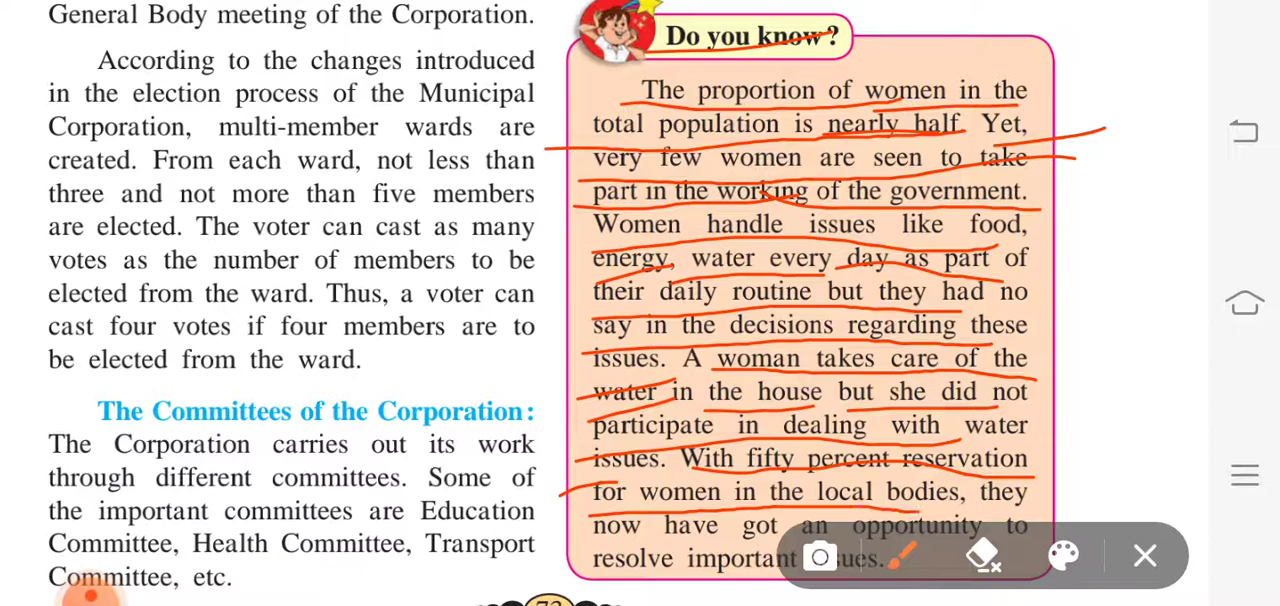 General Body meeting of the Corporation.
According to the changes introduced
in the election process of the Municipal
Corporation, multi-member wards are
created. From each ward, not less than
three and not more than five members
are elected. The voter can cast as many
votes as the number of members to be
elected from the ward. Thus, a voter can
cast four votes if four members are to
be elected from the ward.
The Committees of the Corporation:
The Corporation carries out its work
through different committees. Some of
the important committees are Education
Committee, Health Committee, Transport
Committee, etc.
Do you know?
The proportion of women in the
total population is nearly half. Yet,
very few women are seen to take
part in the working of the government.
Women handle issues like food,
energy, water every day as part of
their daily routine but they had no
say in the decisions regarding these
issues. A woman takes care of the
water in the house but she did not
participate in dealing with water
issues. With fifty percent reservation
for women in the local bodies, they
now have got an opportunity to
resolve important